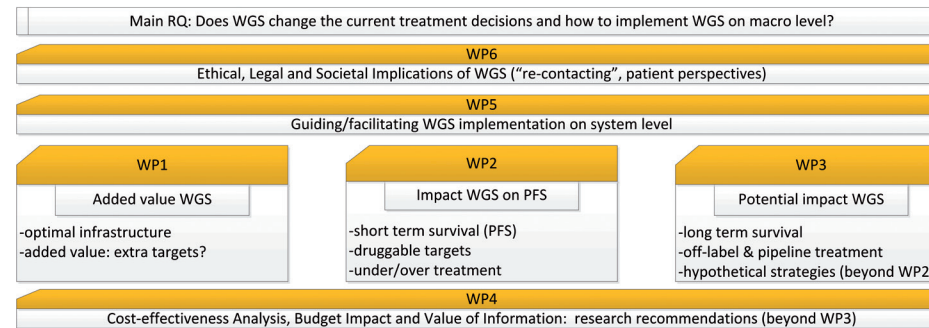 Main RQ: Does WGS change the current treatment decisions and how to implement WGS on macro level?
WP6
Ethical, Legal and Societal Implications of WGS (“re-contacting”, patient perspectives)
WP5
Guiding/facilitating WGS implementation on system level
WP1
Added value WGS
-optimal infrastructure
-added value: extra targets?
WP2
Impact WGS on PFS
-short term survival (PFS)
-druggable targets
-under/over treatment
WP3
Potential impact WGS
-long term survival
-off-label & pipeline treatment
-hypothetical strategies (beyond WP2
WP4
Cost-effectiveness Analysis, Budget Impact and Value of Information: research recommendations (beyond WP3)